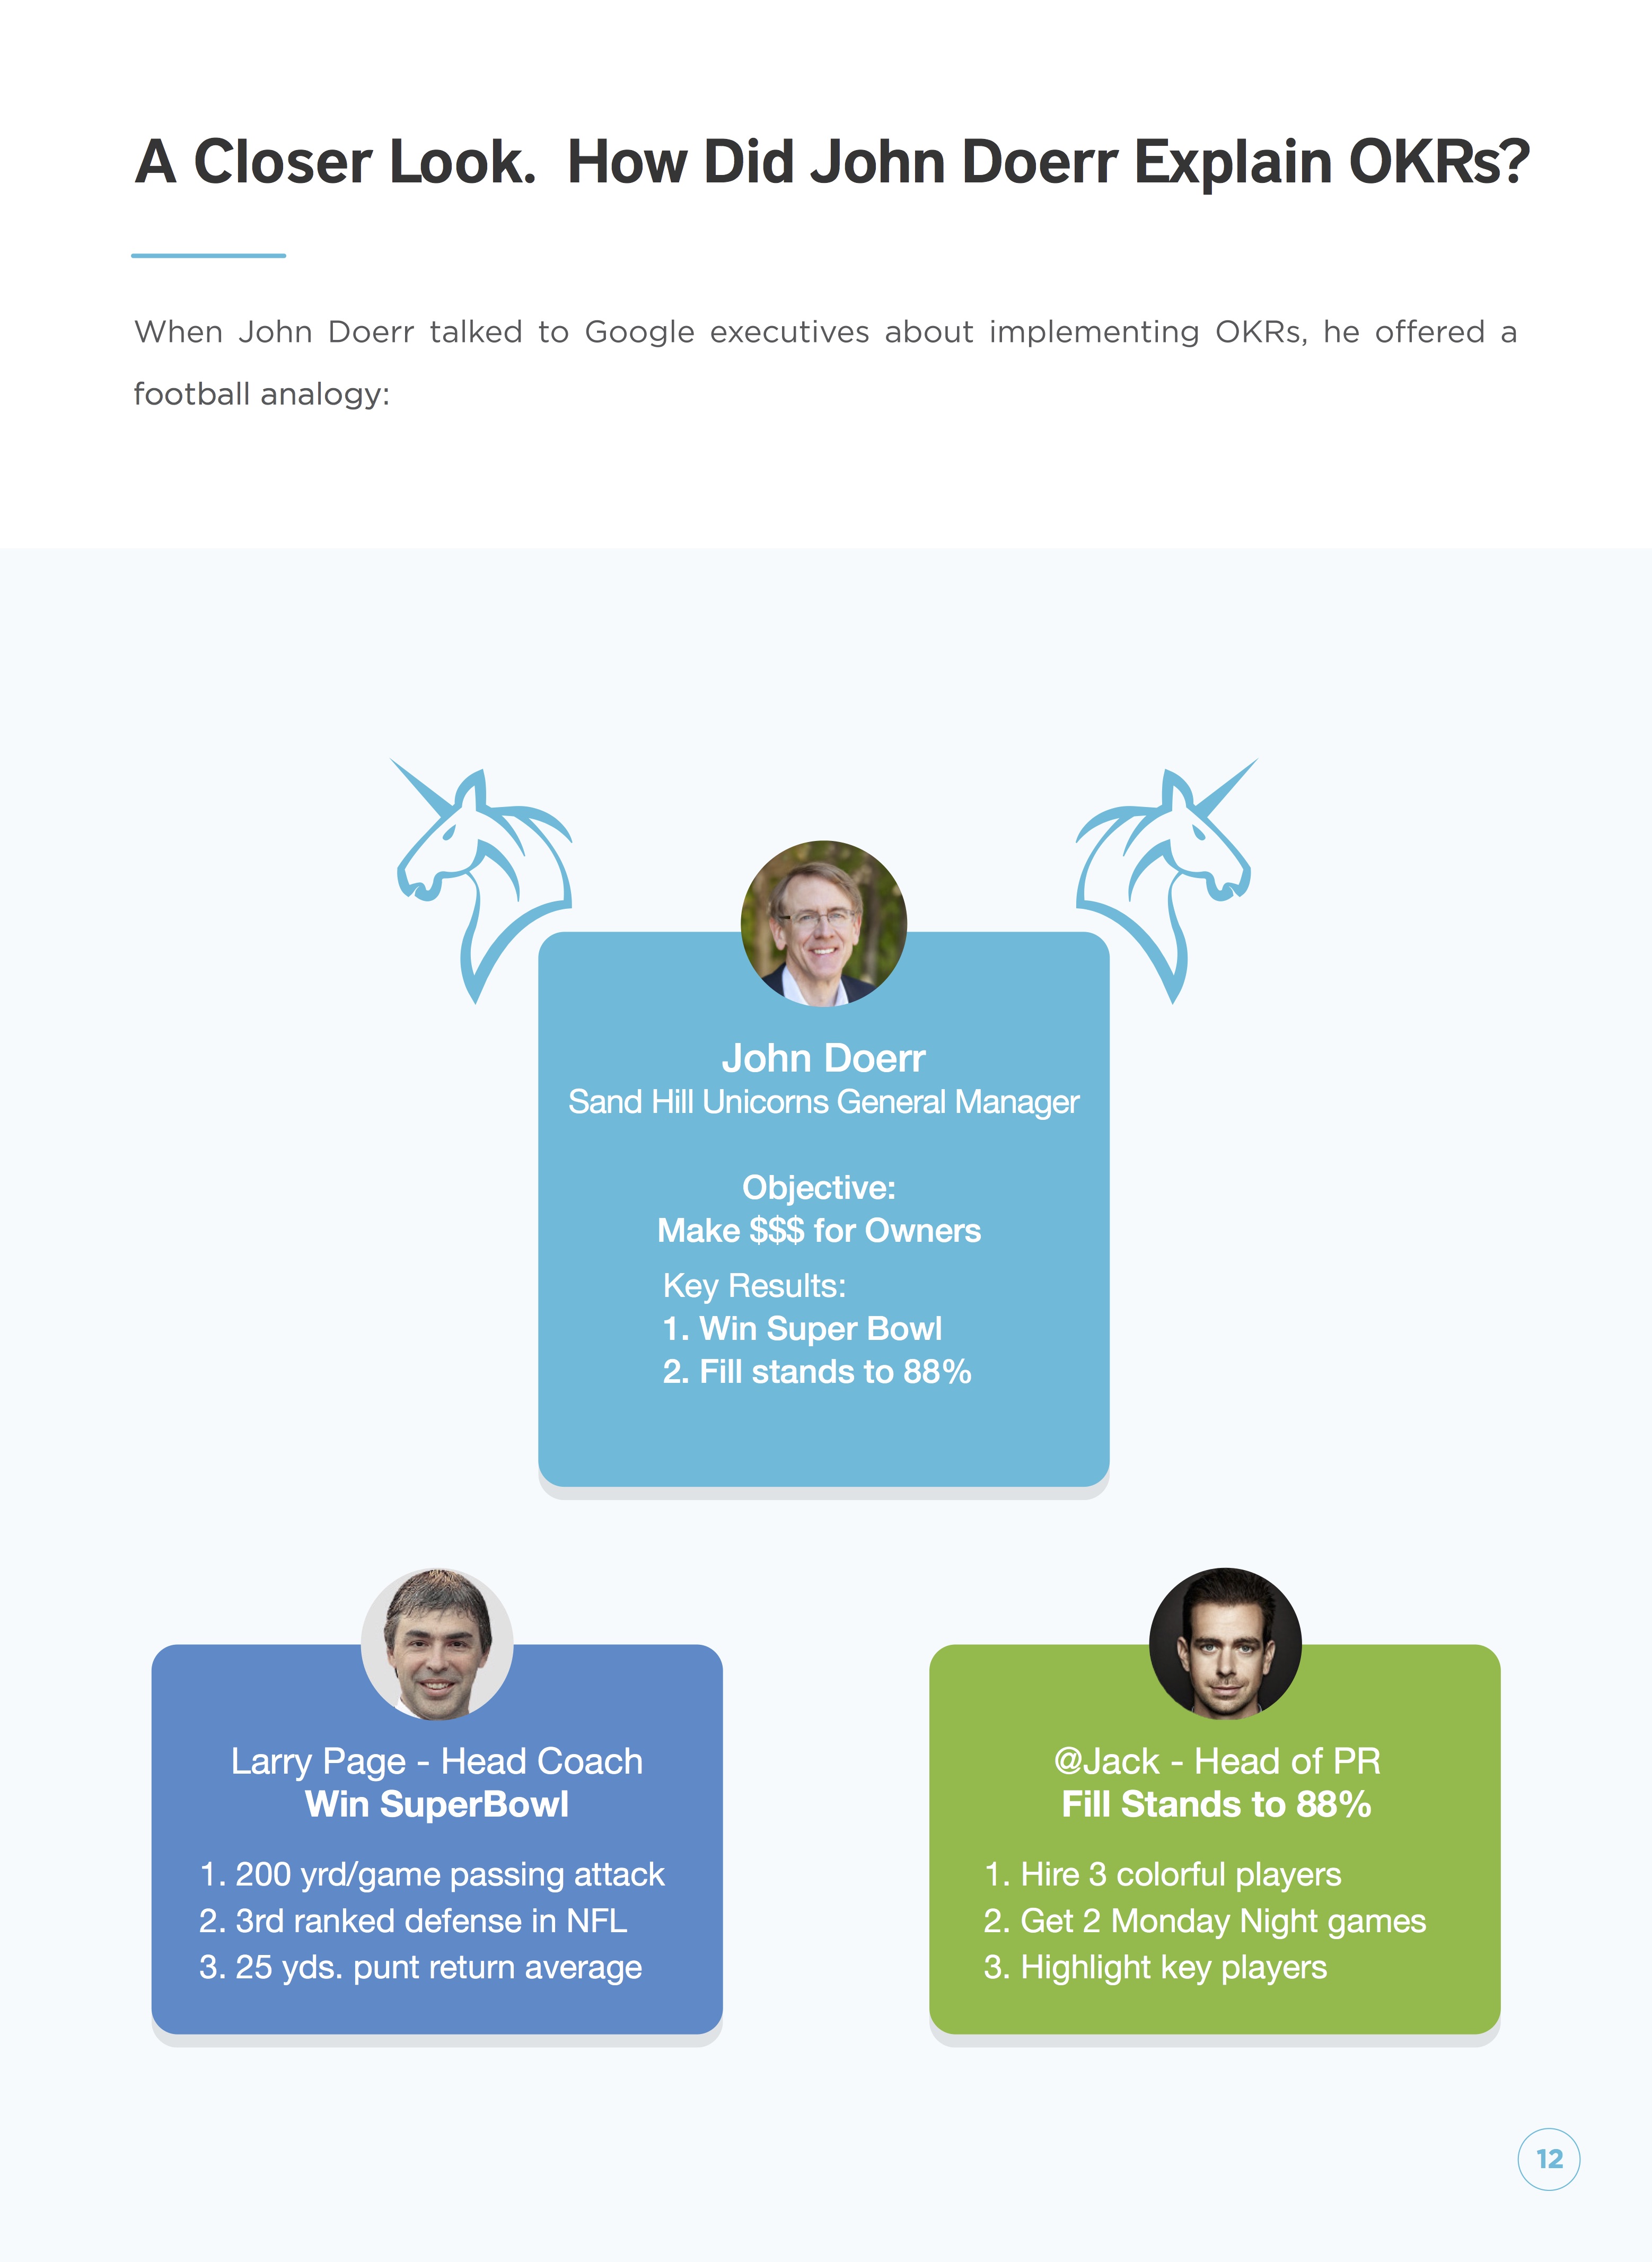 A Closer Look.  How Did John Doerr Explain OKRs?
When John Doerr talked to Google executives about implementing OKRs, he offered a
football analogy:
John Doerr
Sand Hill Unicorns General Manager
Objective:
Make $$$ for Owners
Key Results:
1. Win Super Bowl
2. Fill stands to 88%
Larry Page - Head Coach
Win SuperBowl
1. 200 yrd/game passing attack
2. 3rd ranked defense in NFL
3. 25 yds. punt return average
@Jack - Head of PR
Fill Stands to 88%
1. Hire 3 colorful players
2. Get 2 Monday Night games
3. Highlight key players
12